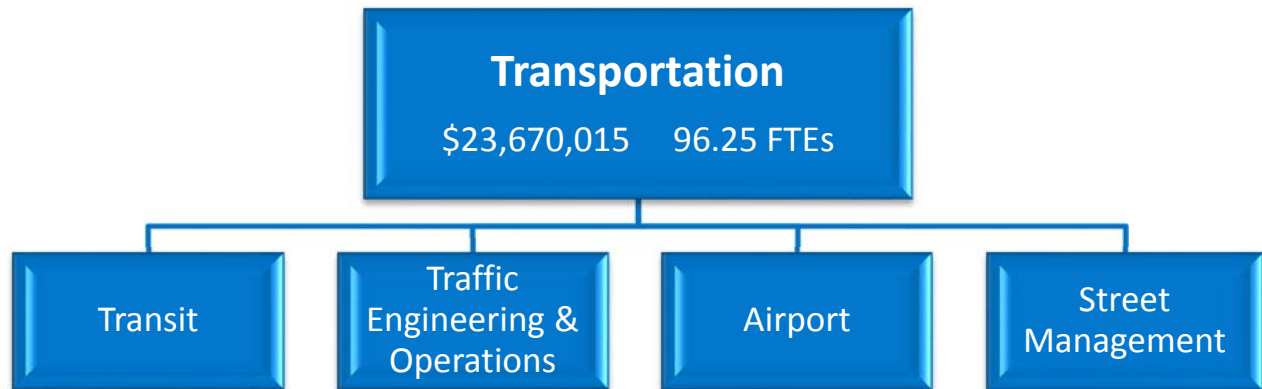 Transportation
$23,670,015 96.25 FTEs
Transit
Traffic
Engineering &
Operations
Airport
Street
Management